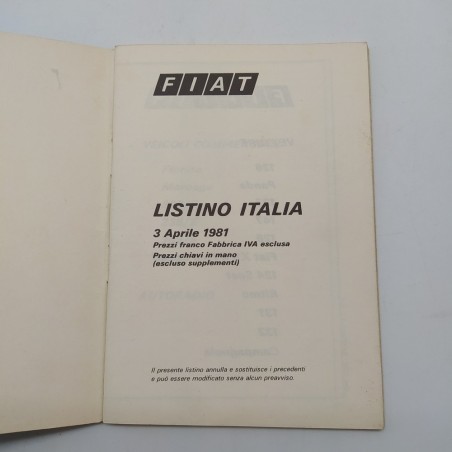 FIAT
LISTINO ITALIA
3 Aprile 1981
Prezzi franco Fabbrica IVA esclusa
Prezzi chiavi in mano
(escluso supplementi)
Il presente listino annulla e sostituisce i precedenti
e può essere modificato senza alcun preavviso.